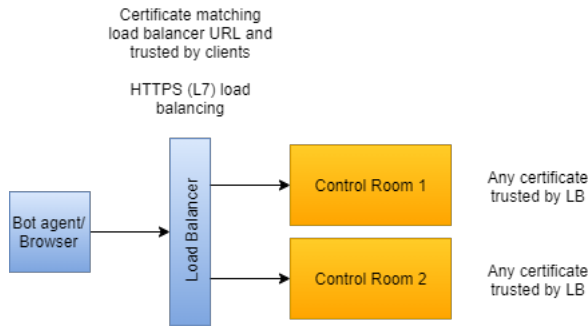 Certificate matching
load balancer URL and
trusted by clients
HTTPS (L7) load
balancing
Bot agent/
Browser
Load Balancer
Control Room 1
Any certificate
trusted by LB
Control Room 2
Any certificate
trusted by LB